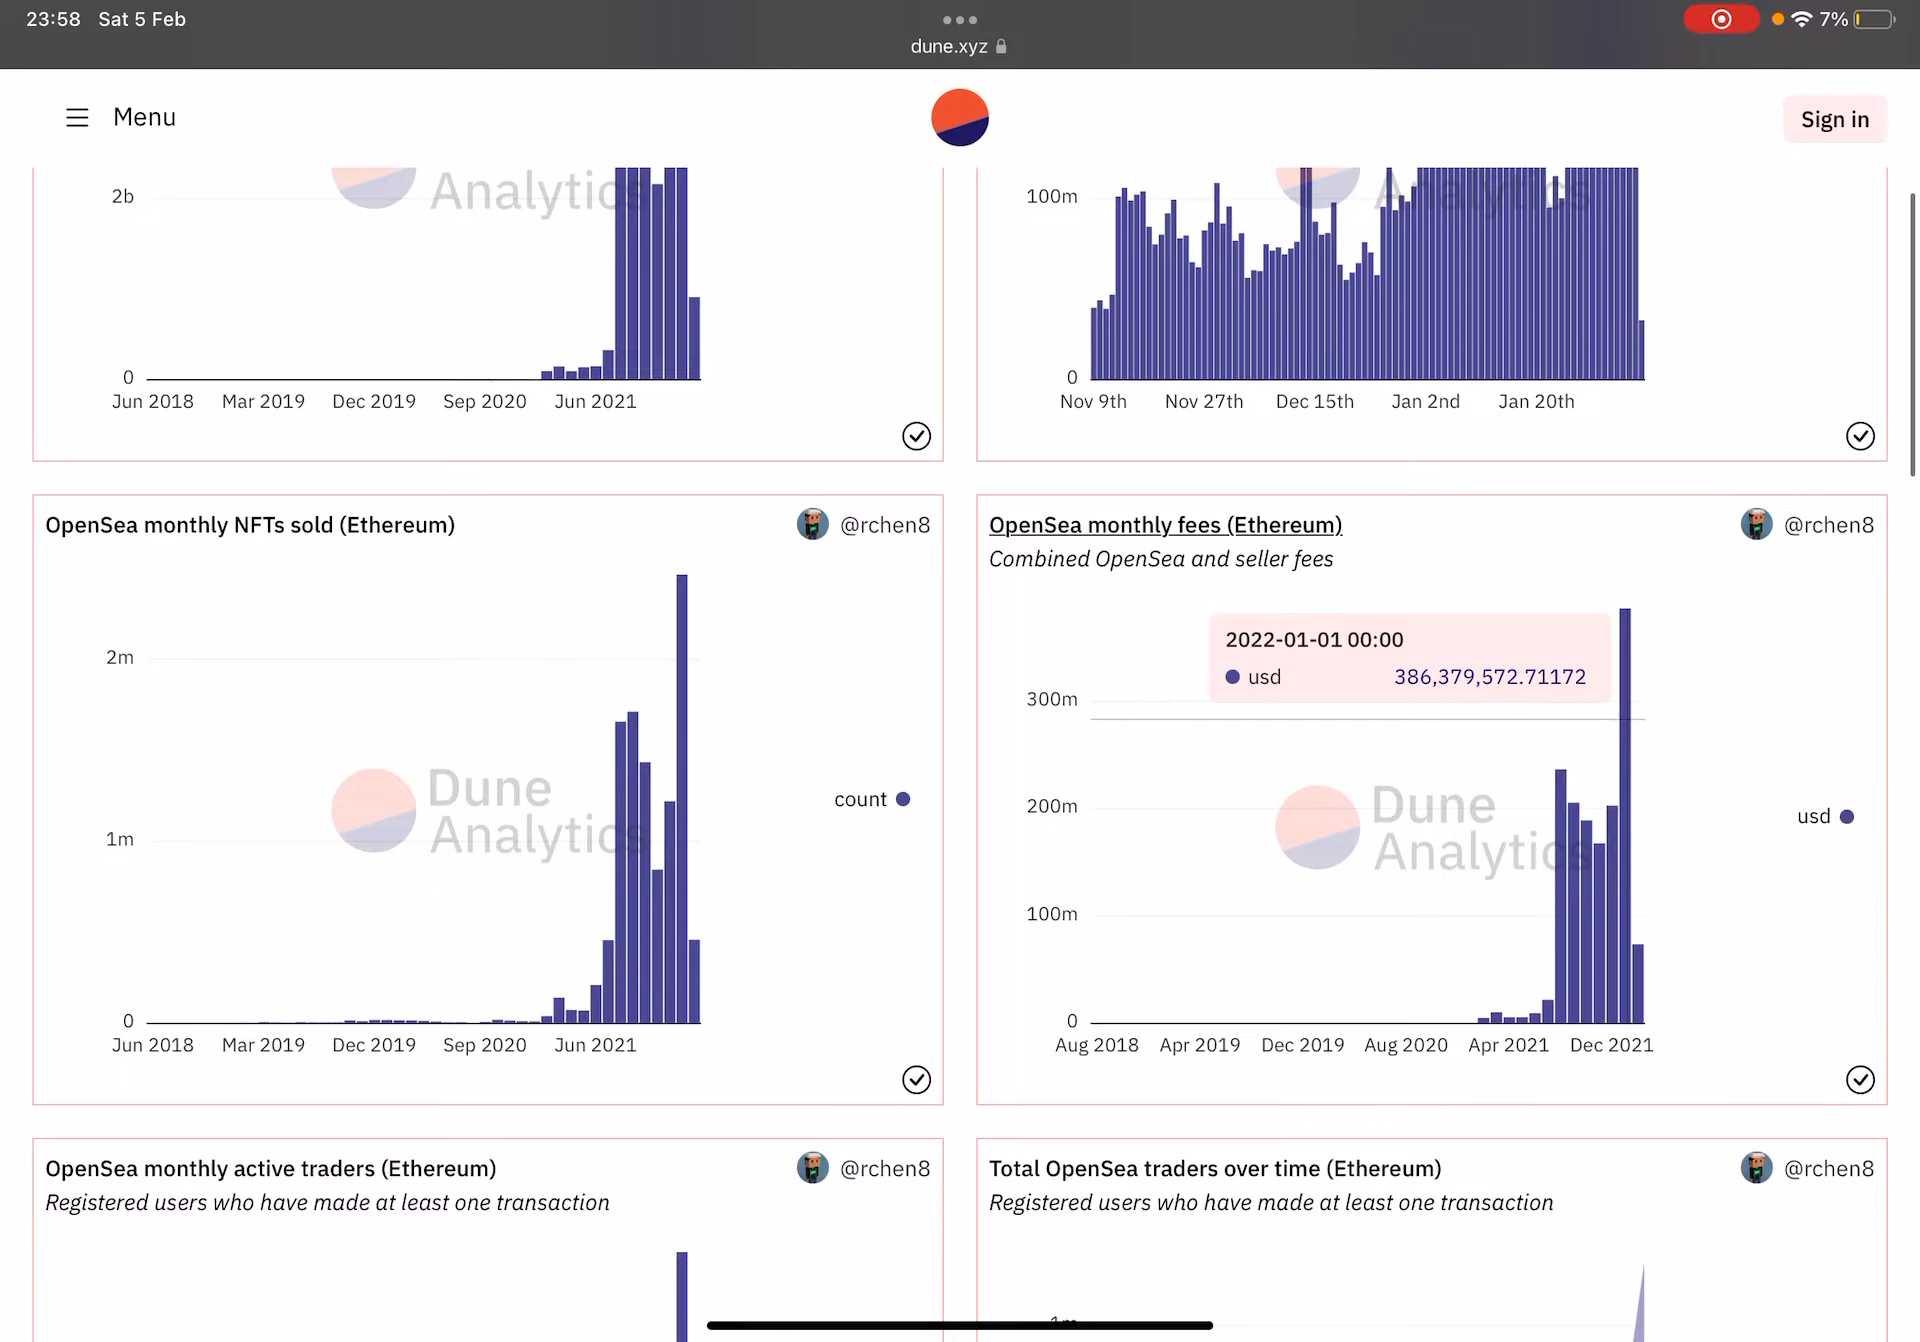 23:58 Sat 5 Feb
7%
dune.xyz
Menu
Sign in
Analytics
2b
0
Jun 2018 Mar 2019 Dec 2019 Sep 2020 Jun 2021
Analytics
100m
0
Nov 9th Nov 27th Dec 15th Jan 2nd Jan 20th
OpenSea monthly NFTs sold (Ethereum)
@rchen8
2m
1m
0
Dune
Analytics
count
Jun 2018 Mar 2019 Dec 2019 Sep 2020 Jun 2021
OpenSea monthly fees (Ethereum)
@rchen8
Combined OpenSea and seller fees
2022-01-01 00:00
usd 386,379,572.71172
300m
200m
100m
0
Dune
Analytics
usd
Aug 2018 Apr 2019 Dec 2019 Aug 2020 Apr 2021 Dec 2021
OpenSea monthly active traders (Ethereum)
@rchen8
Registered users who have made at least one transaction
Total OpenSea traders over time (Ethereum)
@rchen8
Registered users who have made at least one transaction